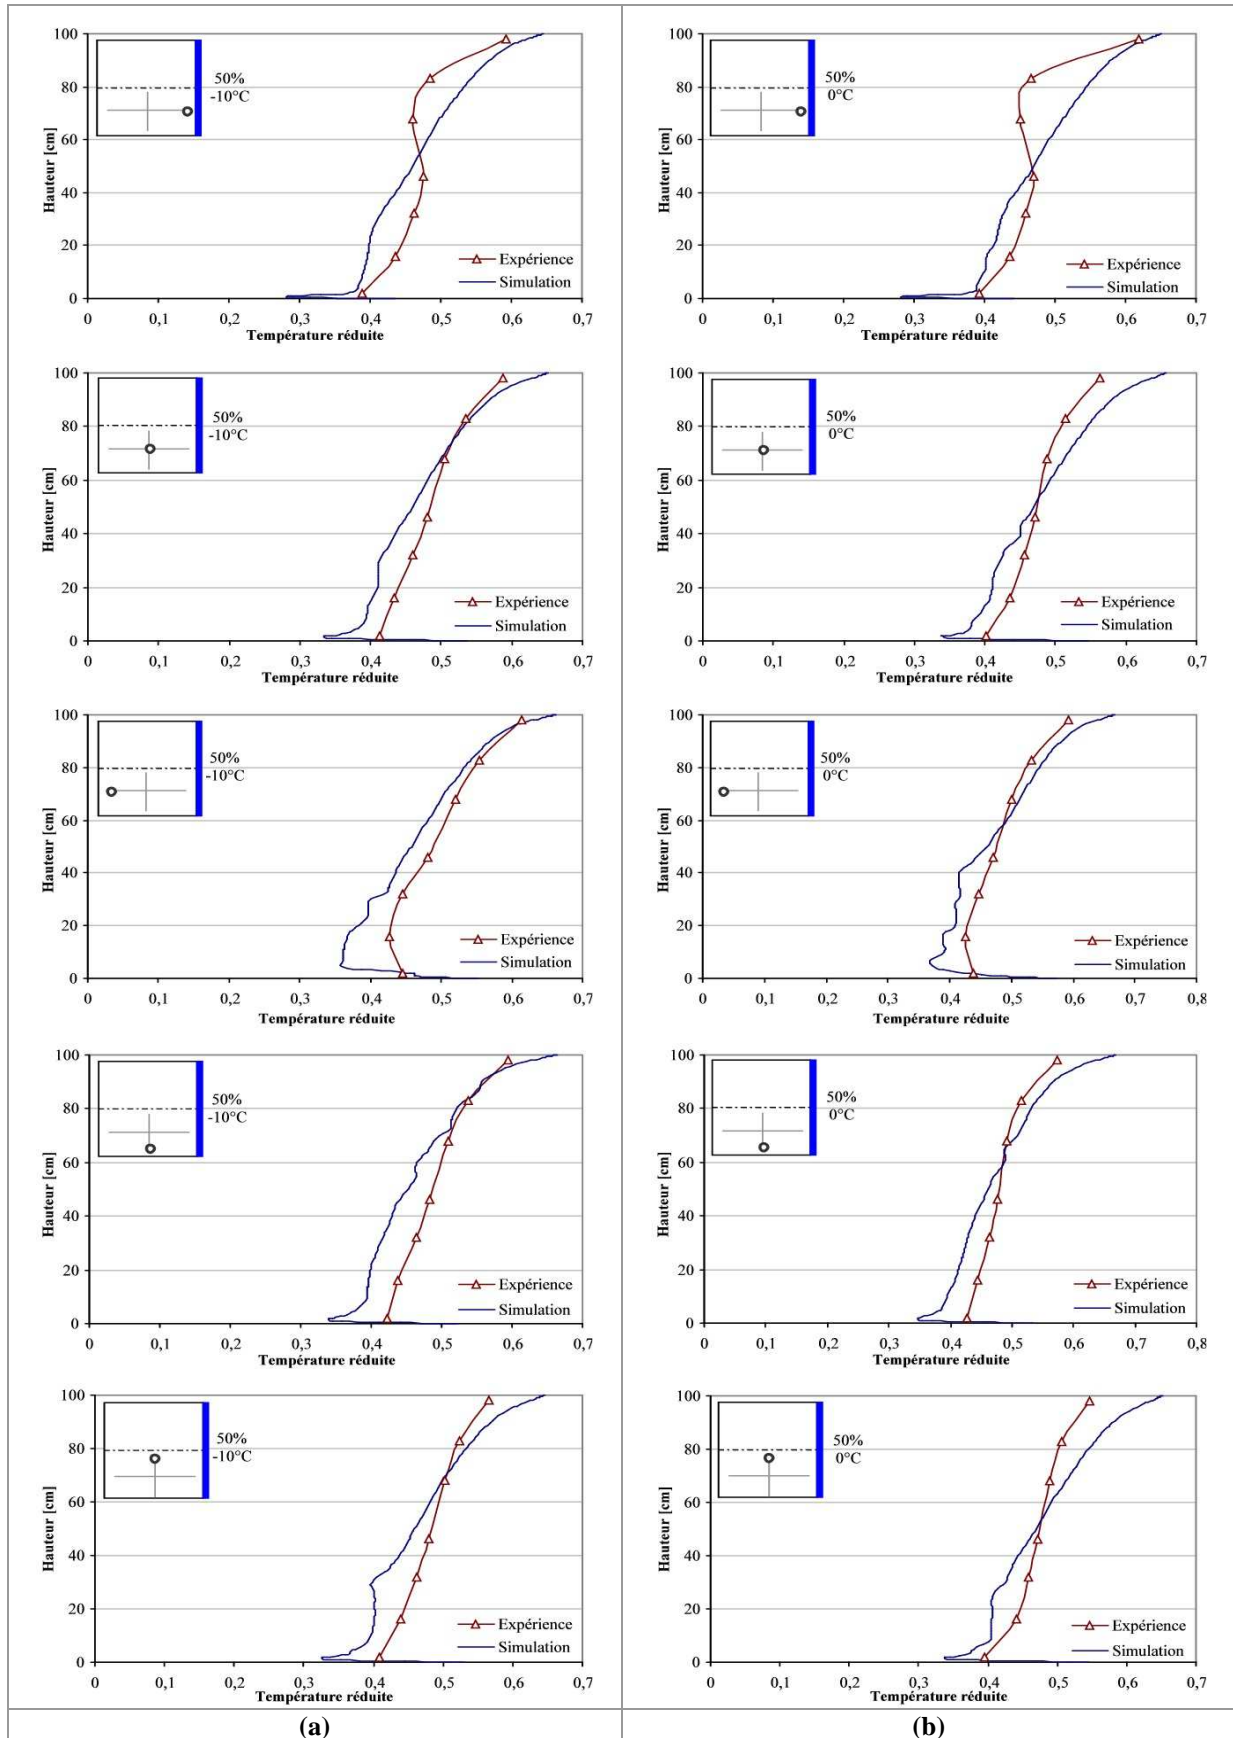 100
80
60
40
20
0
Hauteur [cm]
50%
-10°C
Expérience
Simulation
0 0,1 0,2 0,3 0,4 0,5 0,6 0,7
Température réduite
100
80
60
40
20
0
Hauteur [cm]
50%
0°C
Expérience
Simulation
0 0,1 0,2 0,3 0,4 0,5 0,6 0,7
Température réduite
100
80
60
40
20
0
Hauteur [cm]
50%
-10°C
Expérience
Simulation
0 0,1 0,2 0,3 0,4 0,5 0,6 0,7
Température réduite
100
80
60
40
20
0
Hauteur [cm]
50%
0°C
Expérience
Simulation
0 0,1 0,2 0,3 0,4 0,5 0,6 0,7
Température réduite
100
80
60
40
20
0
Hauteur [cm]
50%
-10°C
Expérience
Simulation
0 0,1 0,2 0,3 0,4 0,5 0,6 0,7
Température réduite
100
80
60
40
20
0
Hauteur [cm]
50%
0°C
Expérience
Simulation
0 0,1 0,2 0,3 0,4 0,5 0,6 0,7 0,8
Température réduite
100
80
60
40
20
0
Hauteur [cm]
50%
-10°C
Expérience
Simulation
0 0,1 0,2 0,3 0,4 0,5 0,6 0,7
Température réduite
100
80
60
40
20
0
Hauteur [cm]
50%
0°C
Expérience
Simulation
0 0,1 0,2 0,3 0,4 0,5 0,6 0,7 0,8
Température réduite
100
80
60
40
20
0
Hauteur [cm]
50%
-10°C
Expérience
Simulation
0 0,1 0,2 0,3 0,4 0,5 0,6 0,7
Température réduite
100
80
60
40
20
0
Hauteur [cm]
50%
0°C
Expérience
Simulation
0 0,1 0,2 0,3 0,4 0,5 0,6 0,7
Température réduite
(a)
(b)